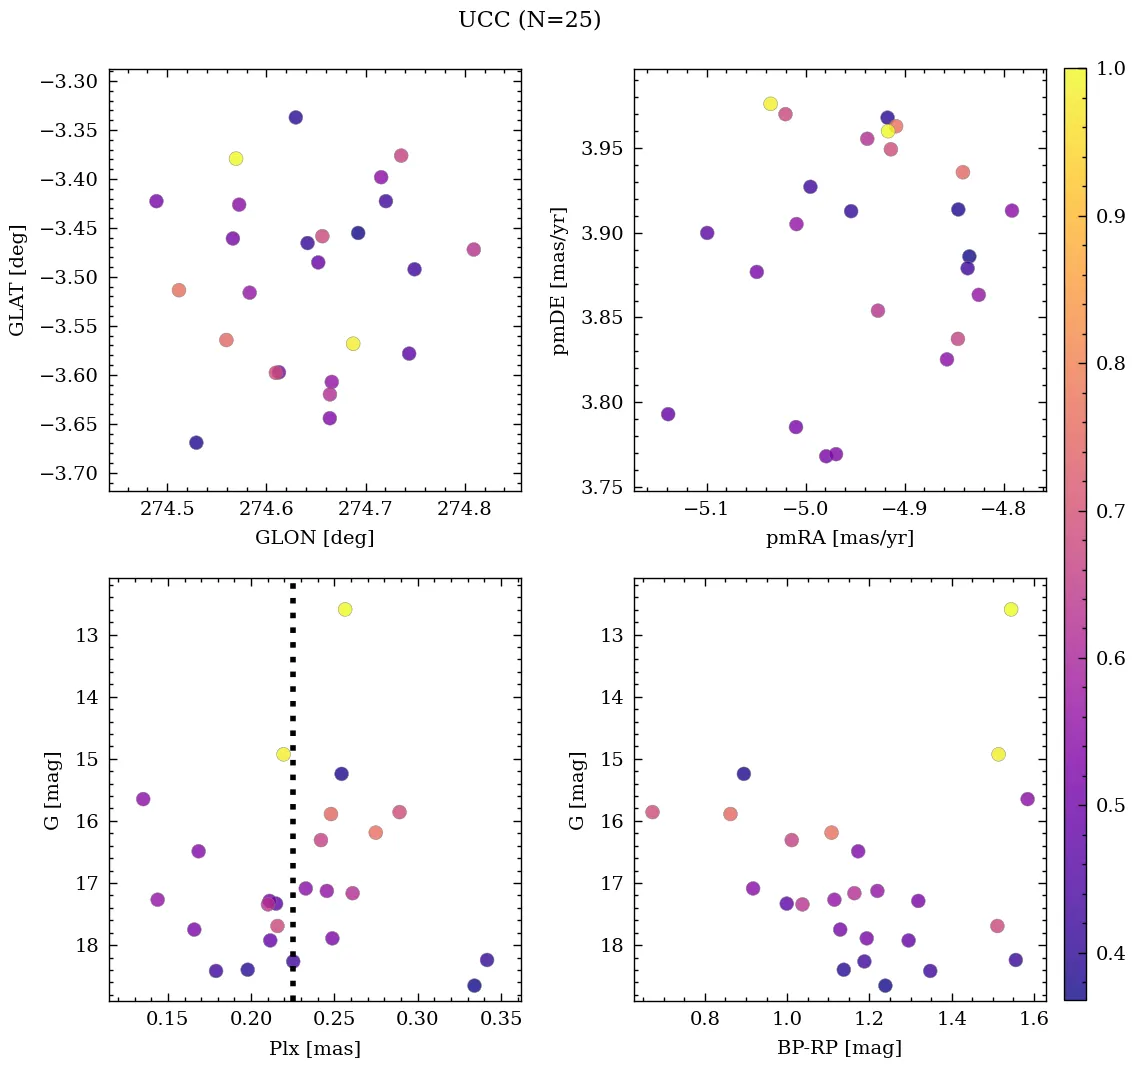 UCC (N=25)
−3.30
−3.35
−3.40
−3.45
−3.50
−3.55
−3.60
−3.65
−3.70
GLAT [deg]
274.5 274.6 274.7 274.8
GLON [deg]
3.95
3.90
3.85
3.80
3.75
pmDE [mas/yr]
−5.1 −5.0 −4.9 −4.8
pmRA [mas/yr]
1.0
0.9
0.8
0.7
0.6
0.5
0.4
13
14
15
16
17
18
G [mag]
0.15 0.20 0.25 0.30 0.35
Plx [mas]
13
14
15
16
17
18
G [mag]
0.8 1.0 1.2 1.4 1.6
BP-RP [mag]